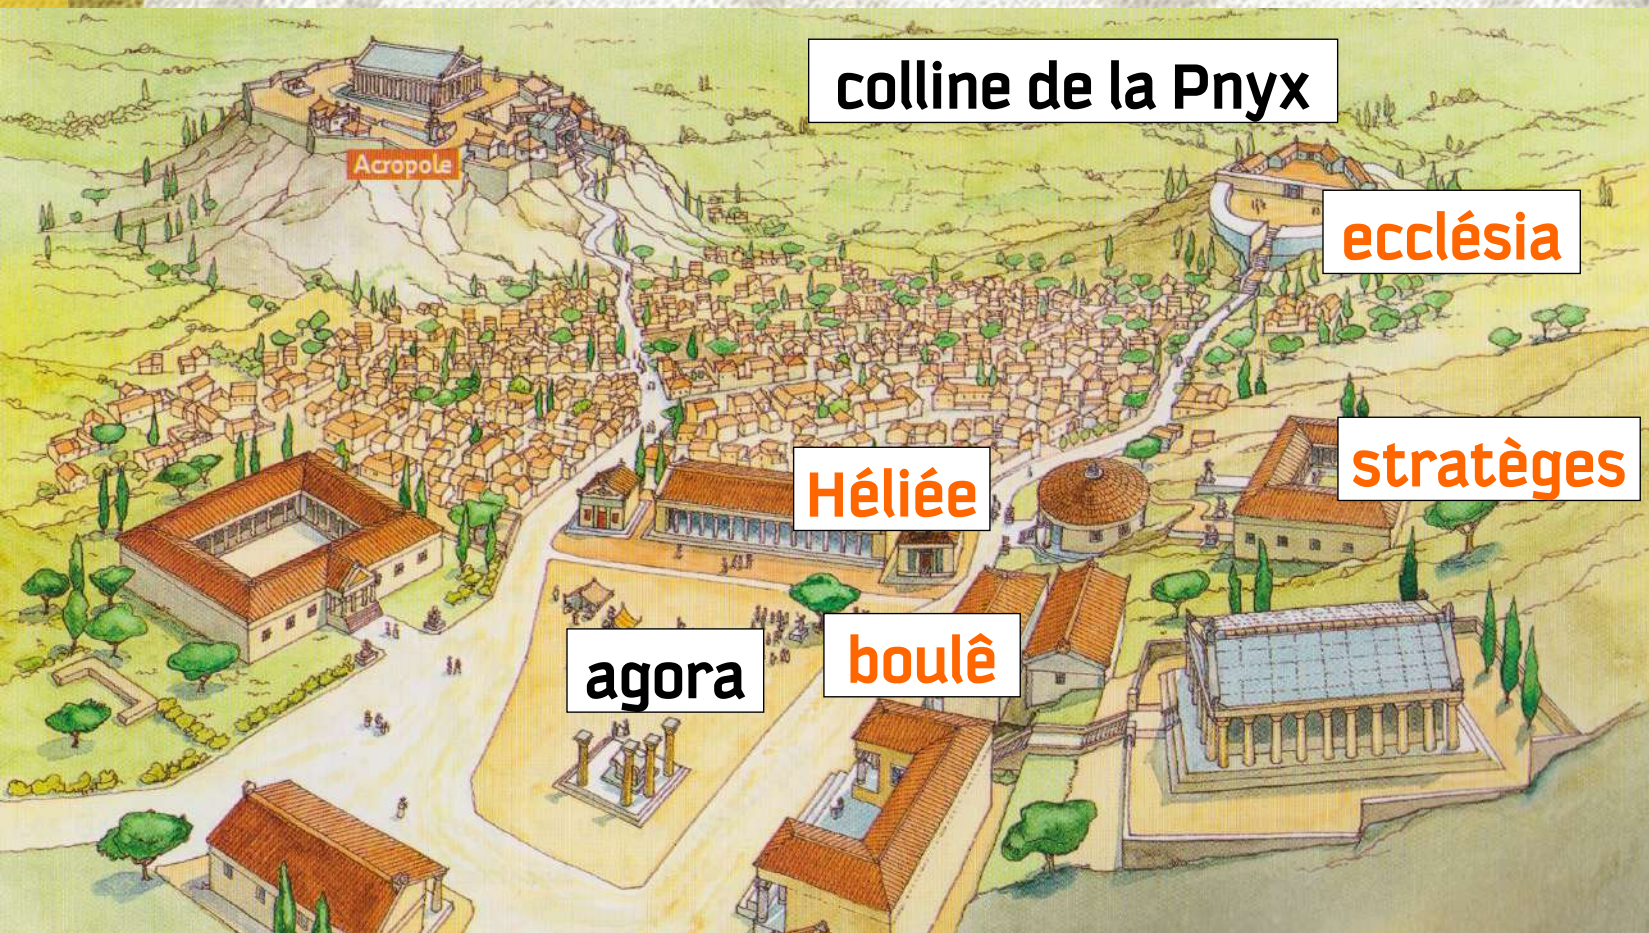 colline de la Pnyx
Acropole
ecclésia
stratèges
Héliée
boulê
agora